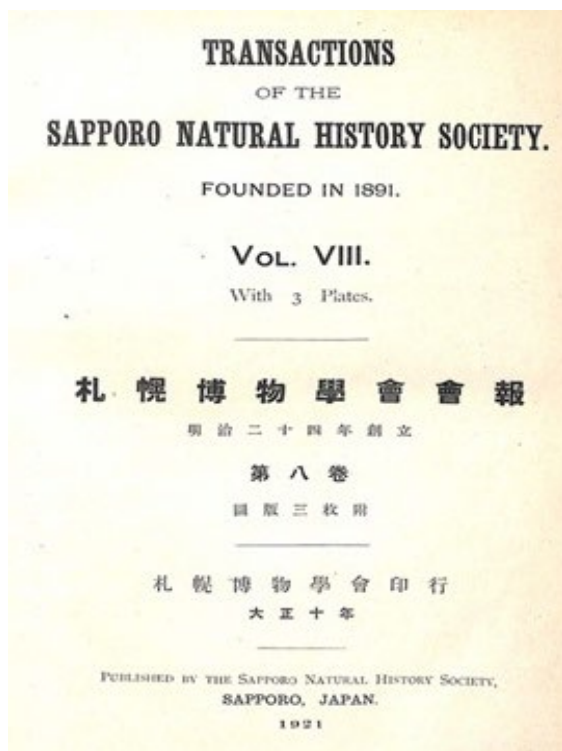 TRANSACTIONS
OF THE
SAPPORO NATURAL HISTORY SOCIETY.
FOUNDED IN 1891.
VOL. VIII.
With 3 Plates.
札幌博物學會會報
明治二十四年創立
第八卷
圖版三枚附
札幌博物學會印行
大正十年
PUBLISHED BY THE SAPPORO NATURAL HISTORY SOCIETY,
SAPPORO, JAPAN.
1921